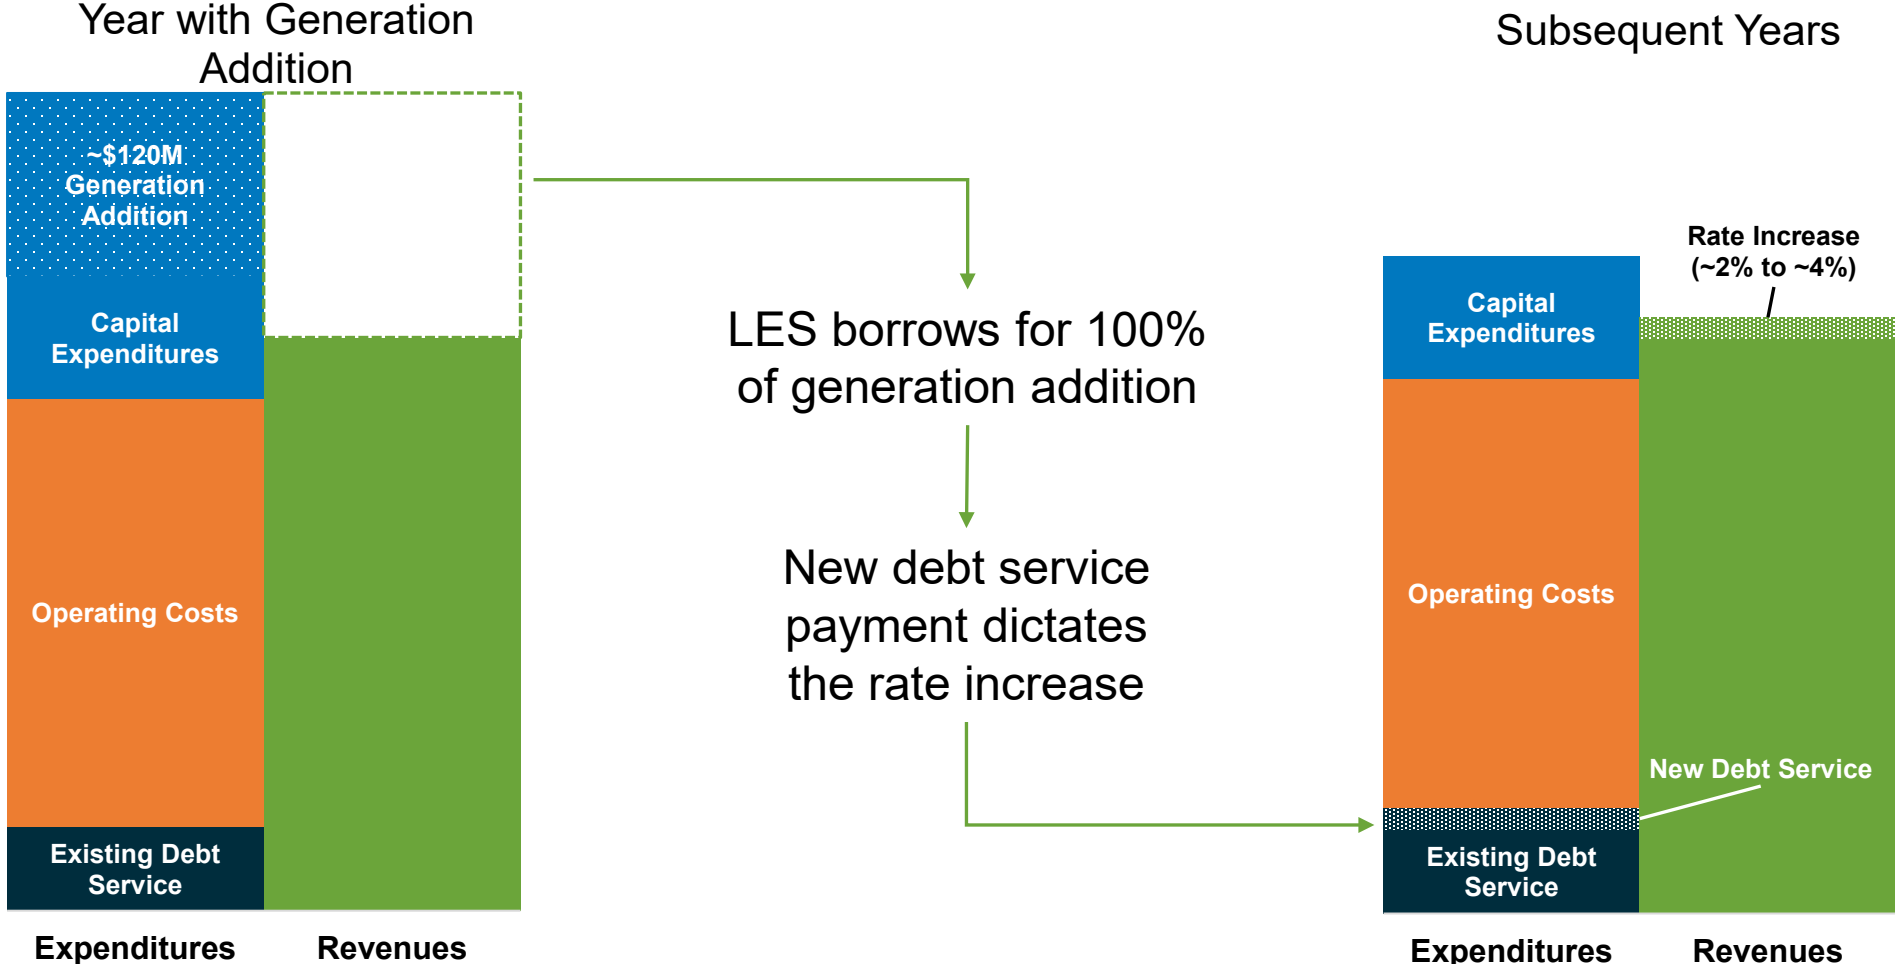 Year with Generation
Addition
~$120M
Generation
Addition
Capital
Expenditures
Operating Costs
Existing Debt
Service
Expenditures
Revenues
LES borrows for 100%
of generation addition
New debt service
payment dictates
the rate increase
Subsequent Years
Rate Increase
(~2% to ~4%)
Capital
Expenditures
Operating Costs
New Debt Service
Existing Debt
Service
Expenditures
Revenues